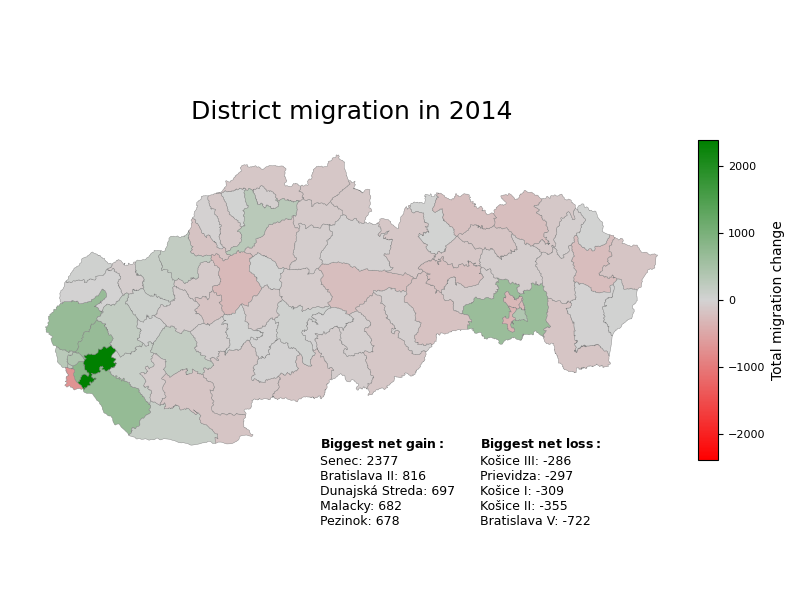 District migration in 2014
2000
1000
0
−1000
−2000
Total migration change
Biggest net gain:
Senec: 2377
Bratislava II: 816
Dunajská Streda: 697
Malacky: 682
Pezinok: 678
Biggest net loss:
Košice III: -286
Prievidza: -297
Košice I: -309
Košice II: -355
Bratislava V: -722